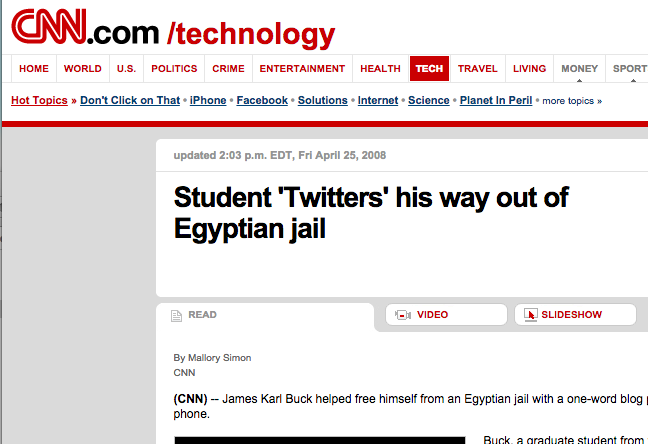 CNN.com /technology
HOME WORLD U.S. POLITICS CRIME ENTERTAINMENT HEALTH TECH TRAVEL LIVING MONEY SPORT
Hot Topics » Don't Click on That • iPhone • Facebook • Solutions • Internet • Science • Planet In Peril • more topics »
updated 2:03 p.m. EDT, Fri April 25, 2008
Student 'Twitters' his way out of
Egyptian jail
READ VIDEO SLIDESHOW
By Mallory Simon
CNN
(CNN) -- James Karl Buck helped free himself from an Egyptian jail with a one-word blog
phone.
Buck, a graduate student from